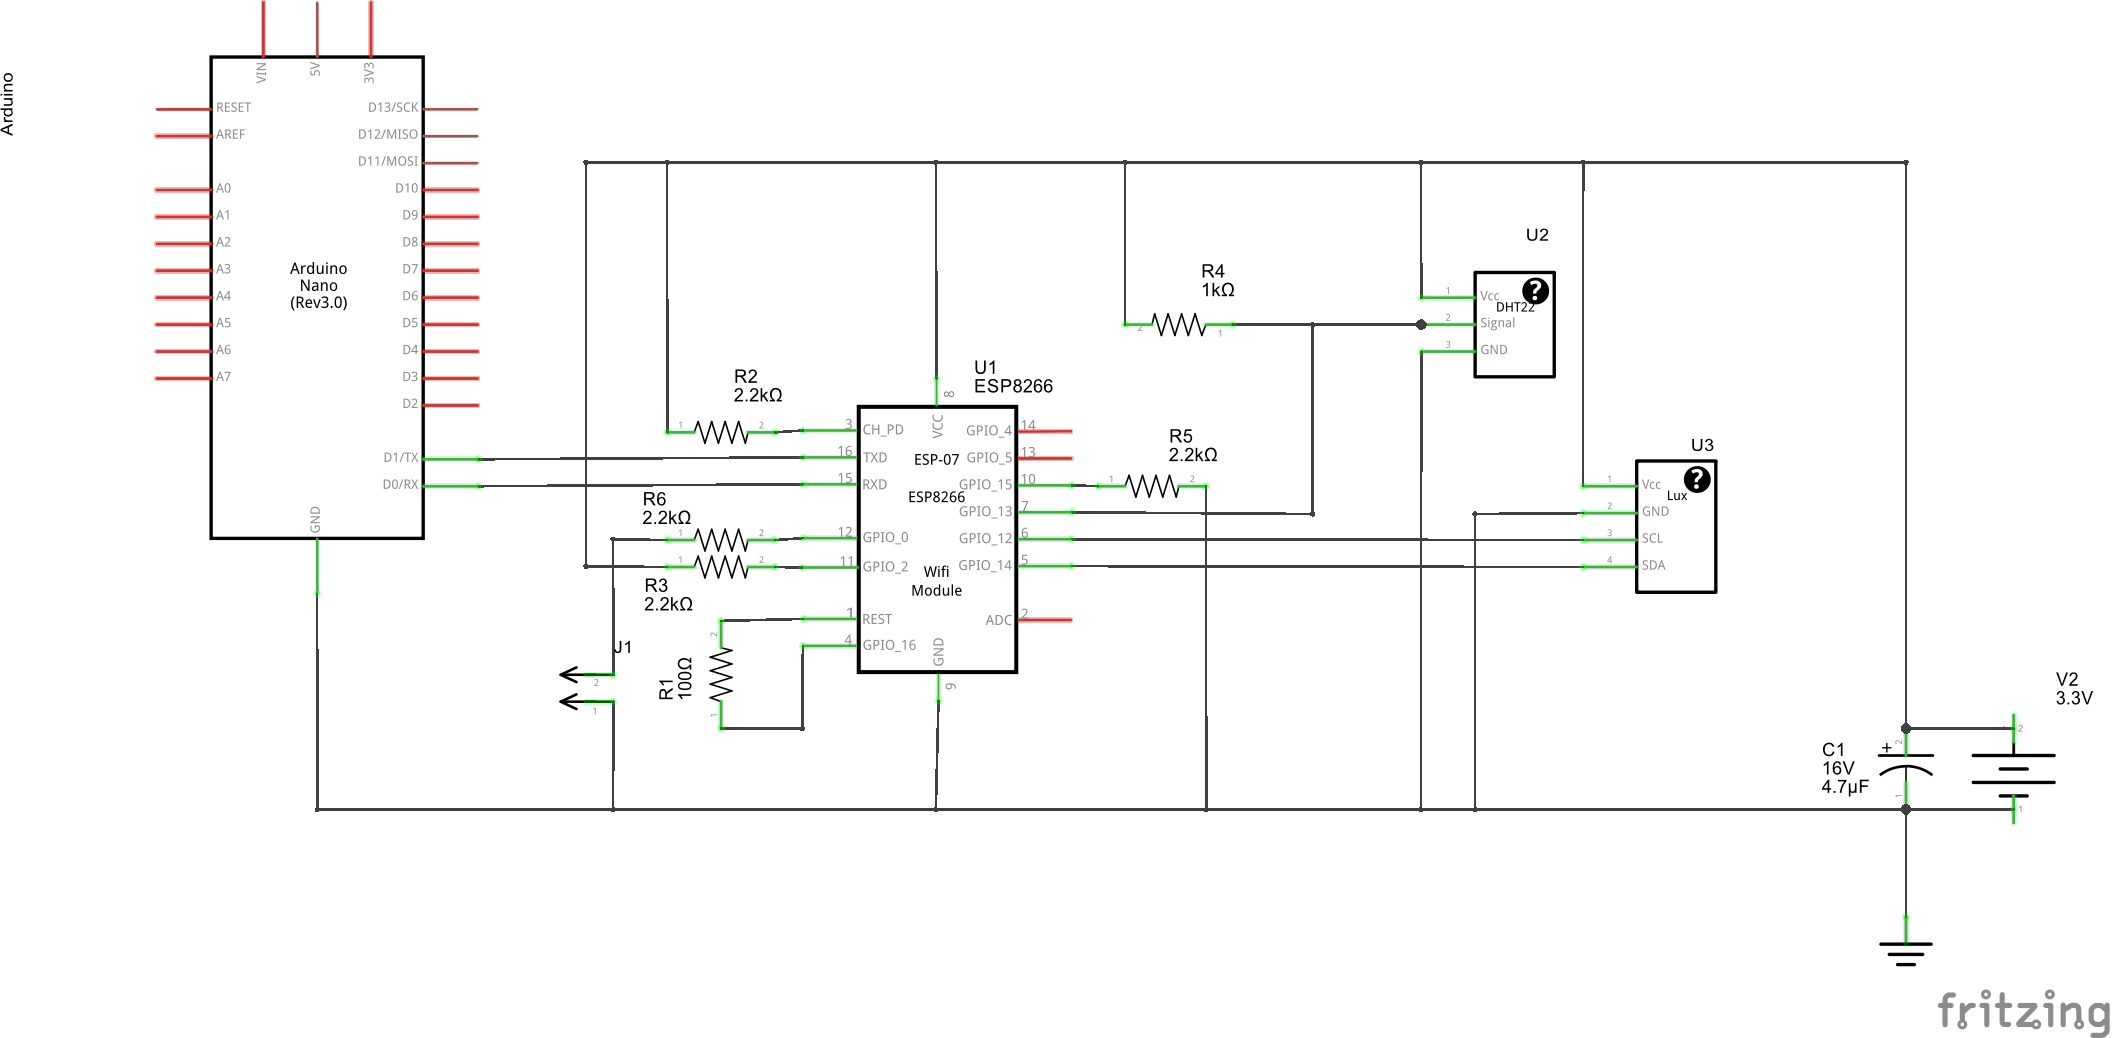 Arduino
VIN
5V
3V3
RESET
AREF
A0
A1
A2
A3
A4
A5
A6
A7
D13/SCK
D12/MISO
D11/MOSI
D10
D9
D8
D7
D6
D5
D4
D3
D2
D1/TX
D0/RX
GND
Arduino
Nano
(Rev3.0)
R2
2.2kΩ
1
2
R6
2.2kΩ
1
2
1
2
R3
2.2kΩ
J1
2
1
R1
100Ω
2
1
U1
ESP8266
8
VCC
3
CH_PD
16
TXD
15
RXD
12
GPIO_0
11
GPIO_2
1
REST
4
GPIO_16
ESP-07
ESP8266
Wifi
Module
GPIO_4
14
GPIO_5
13
GPIO_15
10
GPIO_13
7
GPIO_12
6
GPIO_14
5
ADC
2
GND
9
R4
1kΩ
2
1
R5
2.2kΩ
1
2
U2
1
Vcc
DHT22
2
Signal
3
GND
?
U3
1
Vcc
Lux
2
GND
3
SCL
4
SDA
?
V2
3.3V
2
1
C1
16V
4.7µF
+
2
1
fritzing